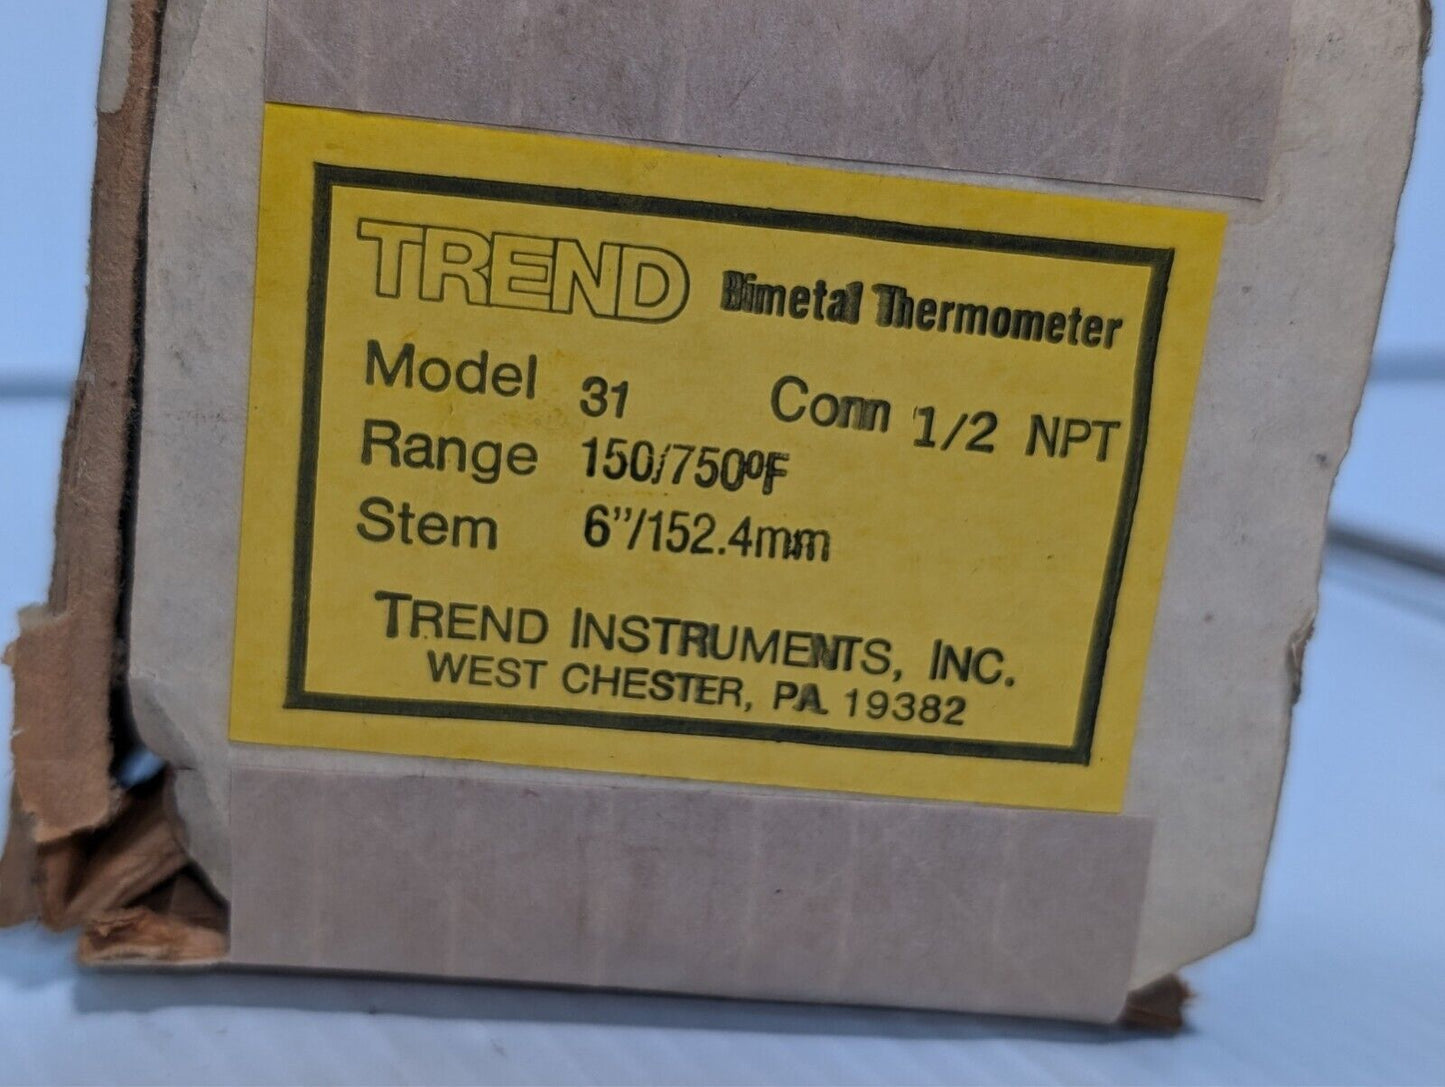 TREND Bimetal Thermometer
Model 31 Conn 1/2 NPT
Range 150/750ºF
Stem 6"/152.4mm
TREND INSTRUMENTS, INC.
WEST CHESTER, PA. 19382